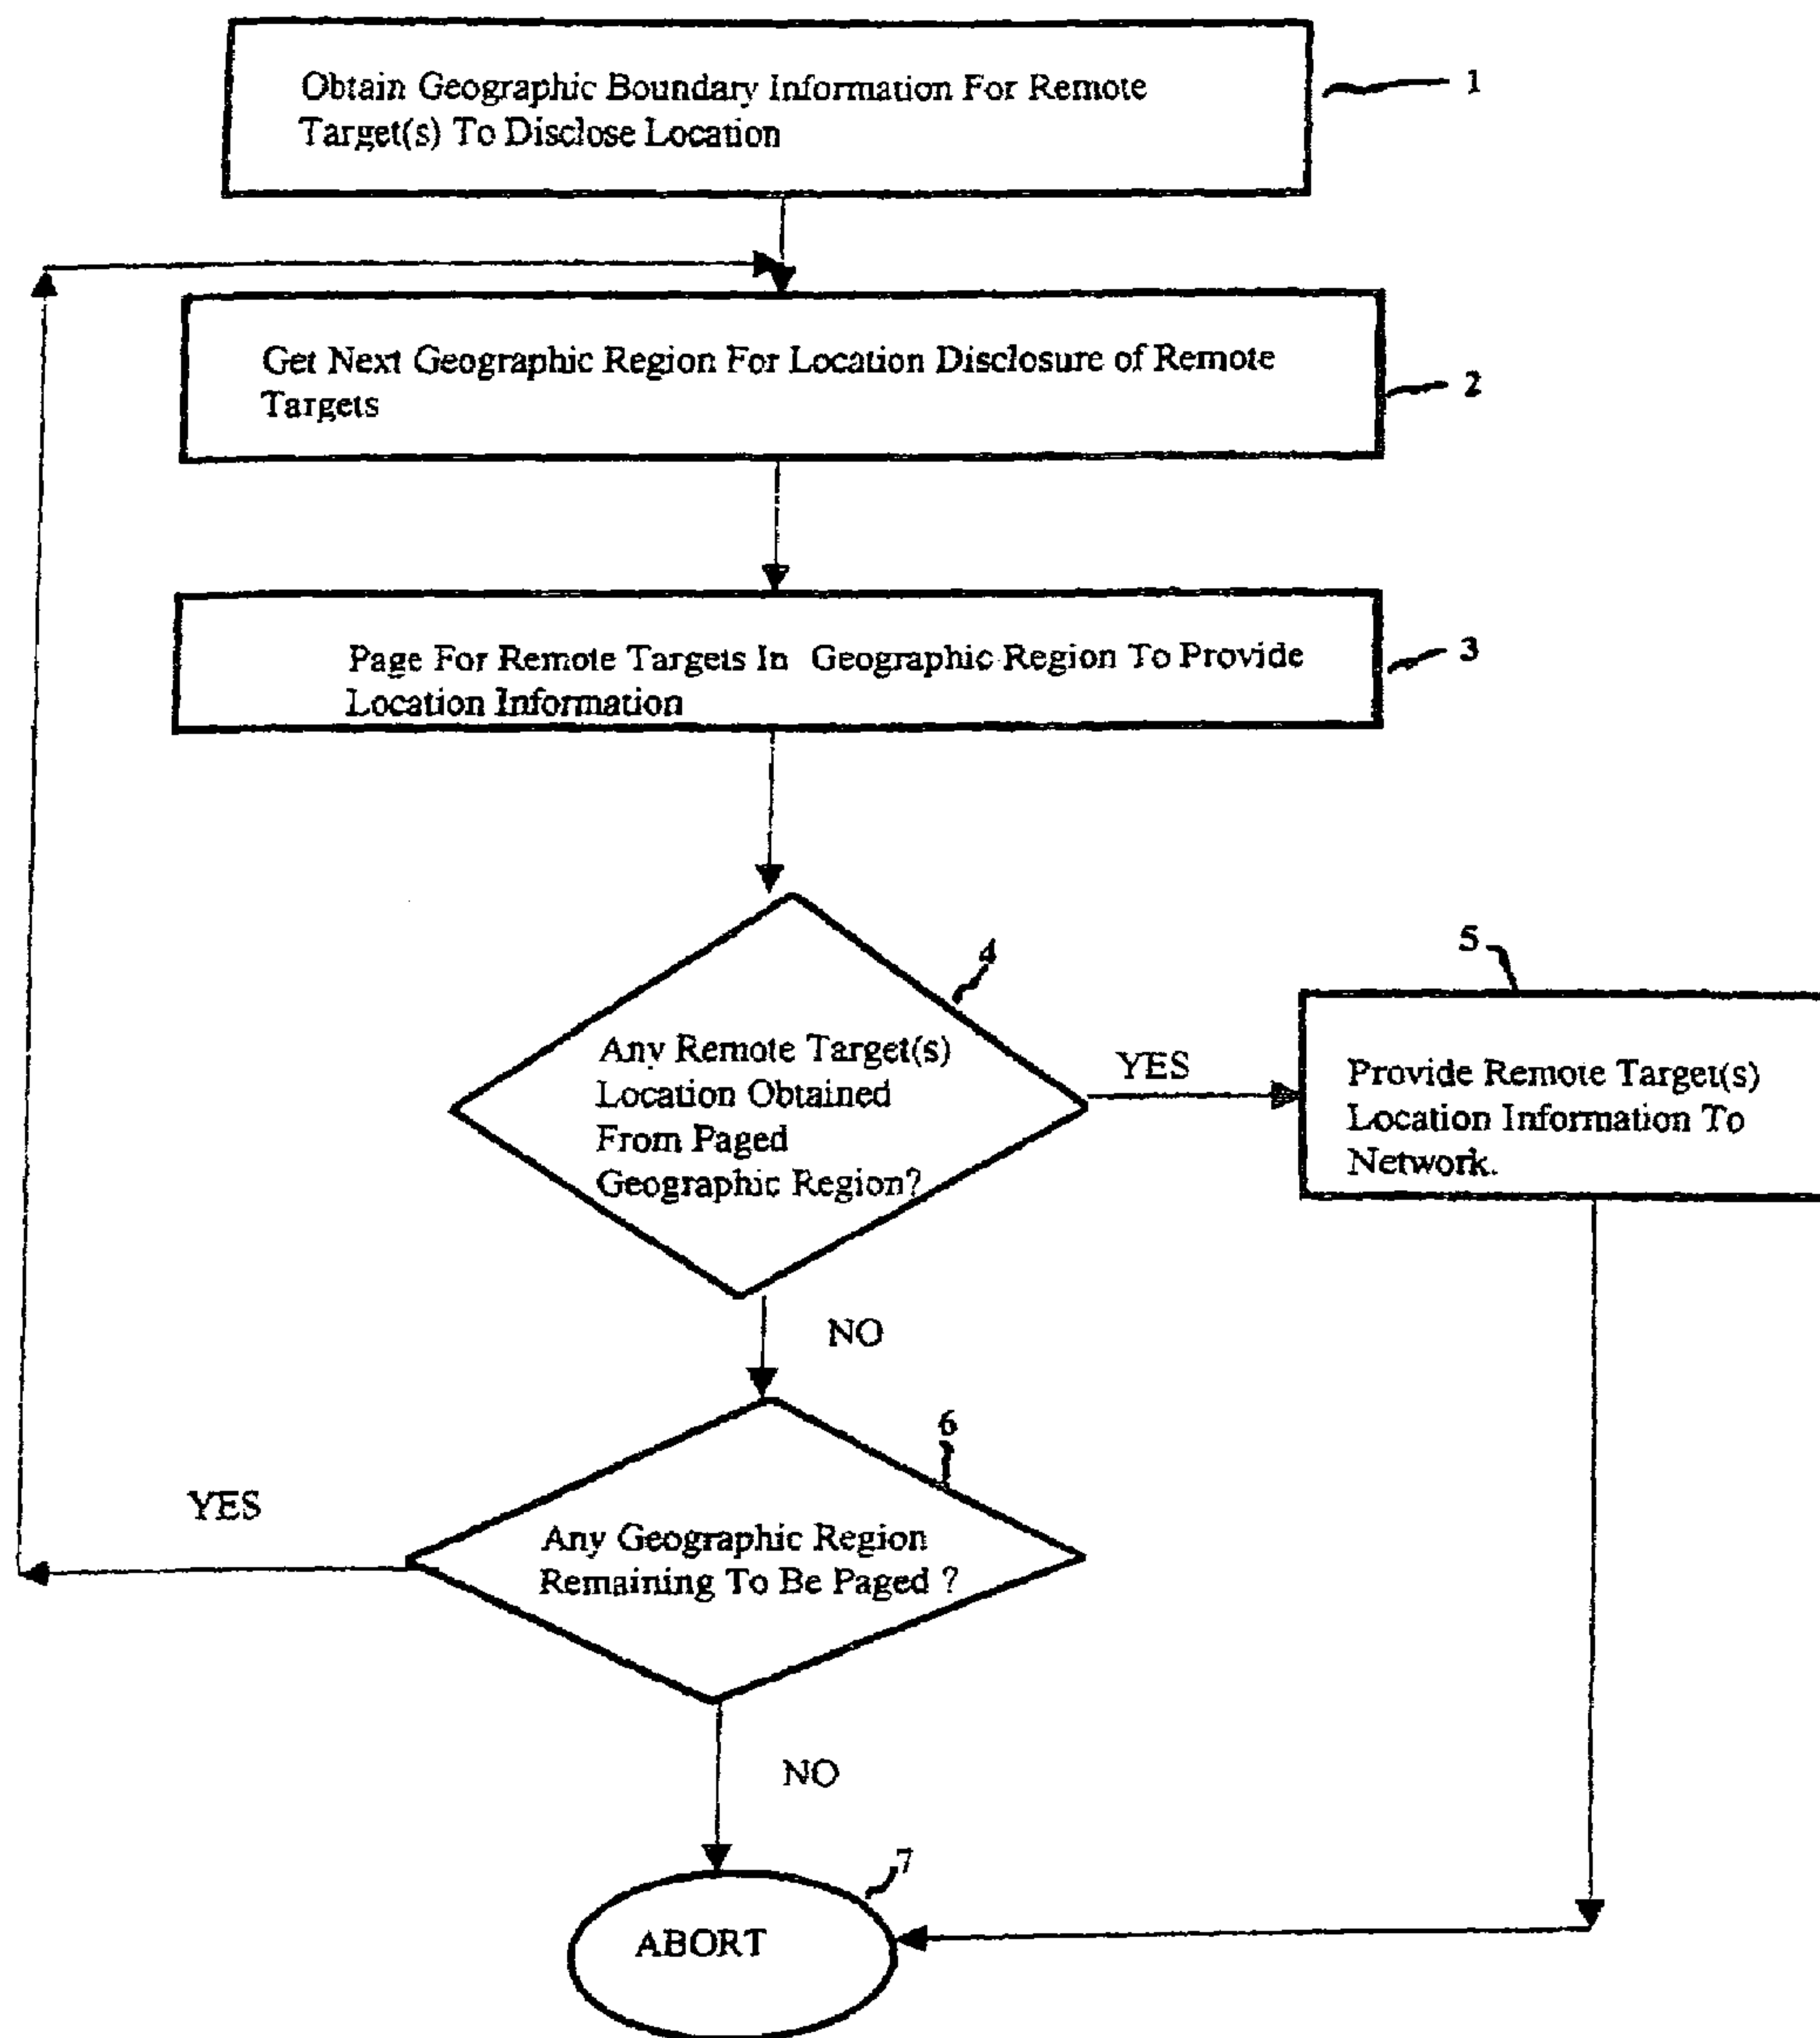 Obtain Geographic Boundary Information For Remote
Target(s) To Disclose Location
1
Get Next Geographic Region For Location Disclosure of Remote
Targets
2
Page For Remote Targets In Geographic Region To Provide
Location Information
3
4
Any Remote Target(s)
Location Obtained
From Paged
Geographic Region?
YES
5
Provide Remote Target(s)
Location Information To
Network.
NO
6
Any Geographic Region
Remaining To Be Paged ?
YES
NO
7
ABORT